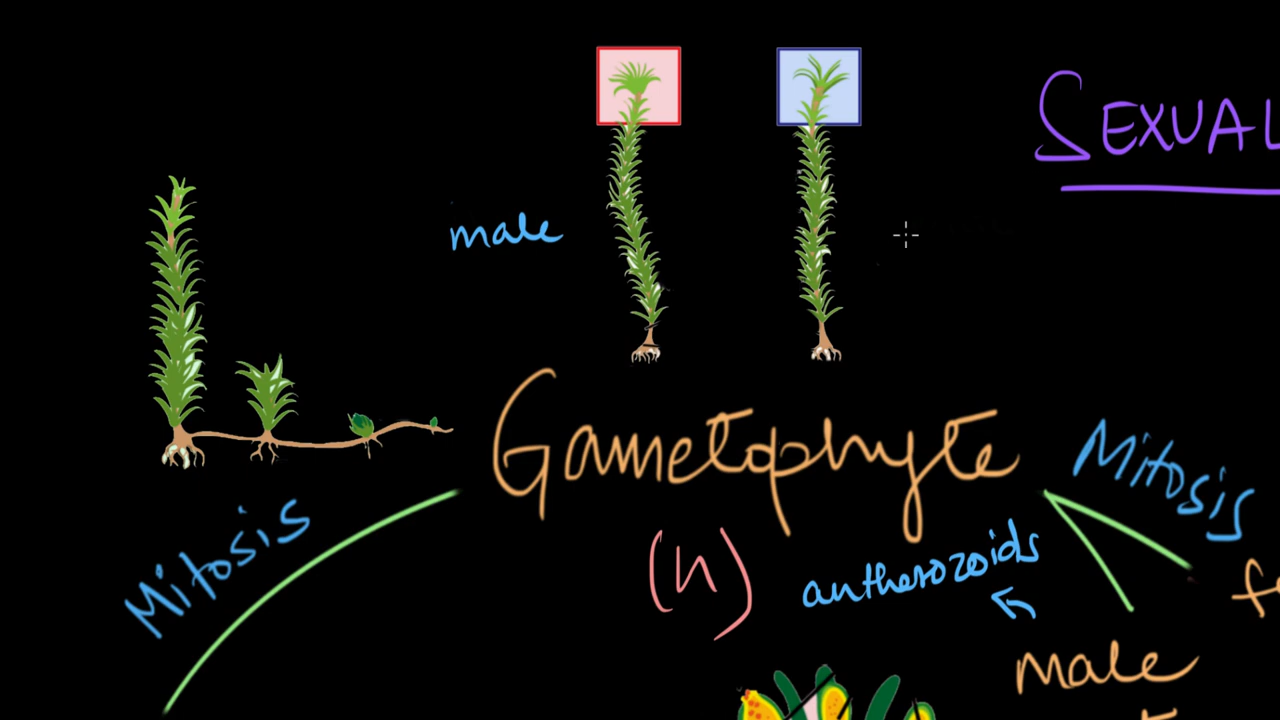 SEXUAL
male
Gametophyte
Mitosis
Mitosis
(n)
antherozoids
male